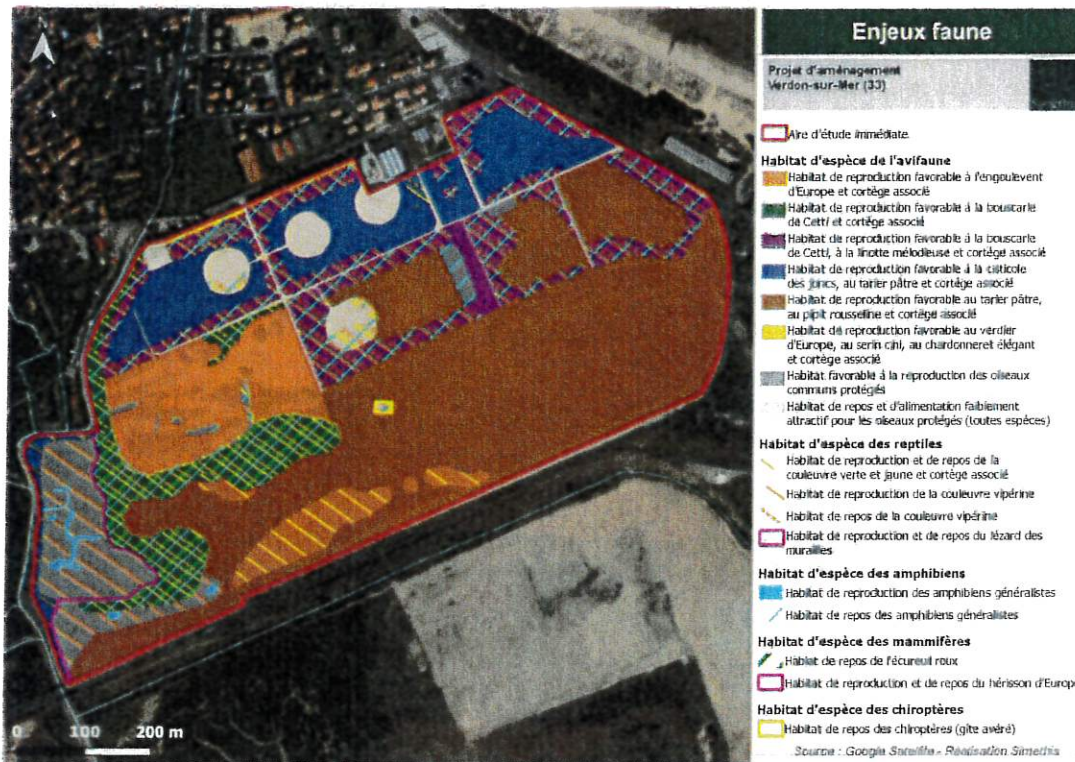 Enjeux faune
Projet d'aménagement
Verdon-sur-Mer (33)
Aire d'étude immédiate
Habitat d'espèce de l'avifaune
Habitat de reproduction favorable à l'engoulevent
d'Europe et cortège associé
Habitat de reproduction favorable à la bouscarle
de Cetti et cortège associé
Habitat de reproduction favorable à la bouscarle
de Cetti, à la linotte mélodieuse et cortège associé
Habitat de reproduction favorable à la cisticole
des joncs, au tarier pâtre et cortège associé
Habitat de reproduction favorable au tarier pâtre,
au pipit rousseline et cortège associé
Habitat de reproduction favorable au verdier
d'Europe, au serin cini, au chardonneret élégant
et cortège associé
Habitat favorable à la reproduction des oiseaux
communs protégés
Habitat de repos et d'alimentation faiblement
attractif pour les oiseaux protégés (toutes espèces)
Habitat d'espèce des reptiles
Habitat de reproduction et de repos de la
couleuvre verte et jaune et cortège associé
Habitat de reproduction de la couleuvre vipérine
Habitat de repos de la couleuvre vipérine
Habitat de reproduction et de repos du lézard des
murailles
Habitat d'espèce des amphibiens
Habitat de reproduction des amphibiens généralistes
Habitat de repos des amphibiens généralistes
Habitat d'espèce des mammifères
Habitat de repos de l'écureuil roux
Habitat de reproduction et de repos du hérisson d'Europe
Habitat d'espèce des chiroptères
Habitat de repos des chiroptères (gîte avéré)
Source : Google Satellite - Réalisation Simethis
0 100 200 m